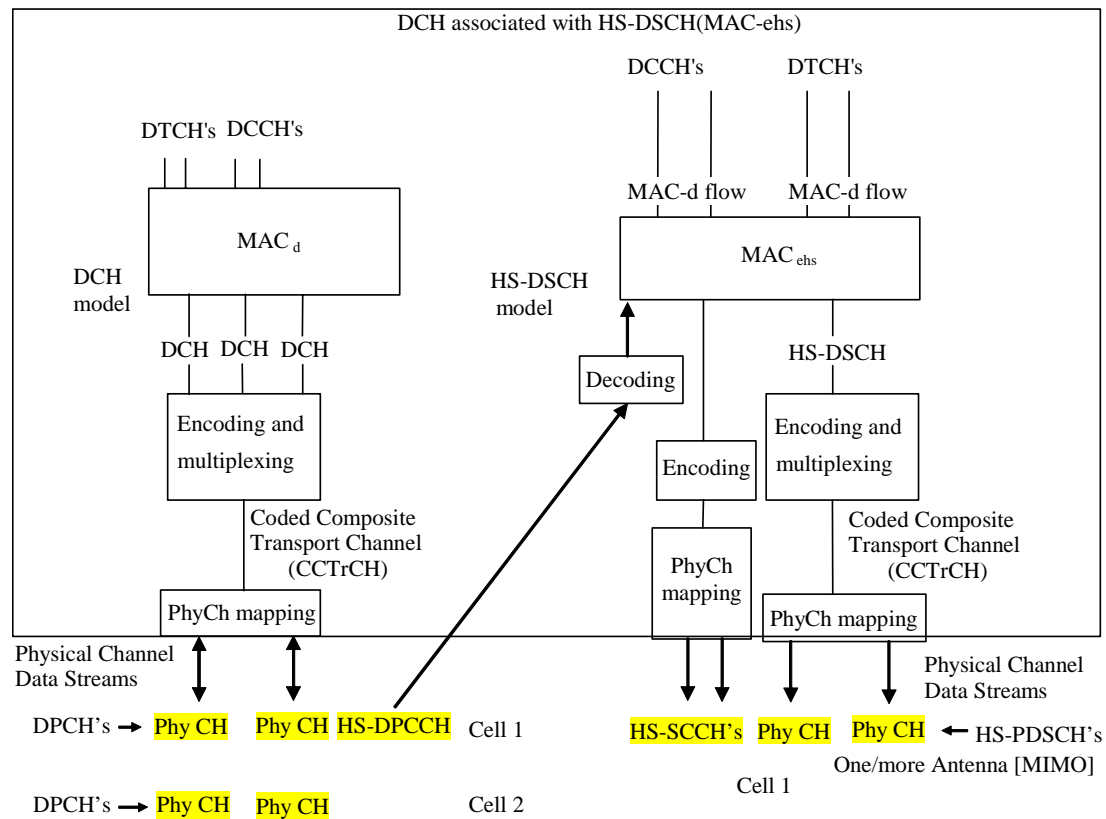 DCH associated with HS-DSCH(MAC-ehs)
DCCH's DTCH's
DTCH's DCCH's
MAC-d flow MAC-d flow
MAC d
MAC ehs
DCH
model
HS-DSCH
model
DCH DCH DCH
HS-DSCH
Decoding
Encoding and
multiplexing
Encoding and
multiplexing
Encoding
Coded Composite
Transport Channel
(CCTrCH)
Coded Composite
Transport Channel
(CCTrCH)
PhyCh
mapping
PhyCh mapping
PhyCh mapping
Physical Channel
Data Streams
Physical Channel
Data Streams
DPCH’s Phy CH Phy CH HS-DPCCH Cell 1
HS-SCCH’s Phy CH Phy CH HS-PDSCH’s
One/more Antenna [MIMO]
Cell 1
DPCH’s Phy CH Phy CH Cell 2